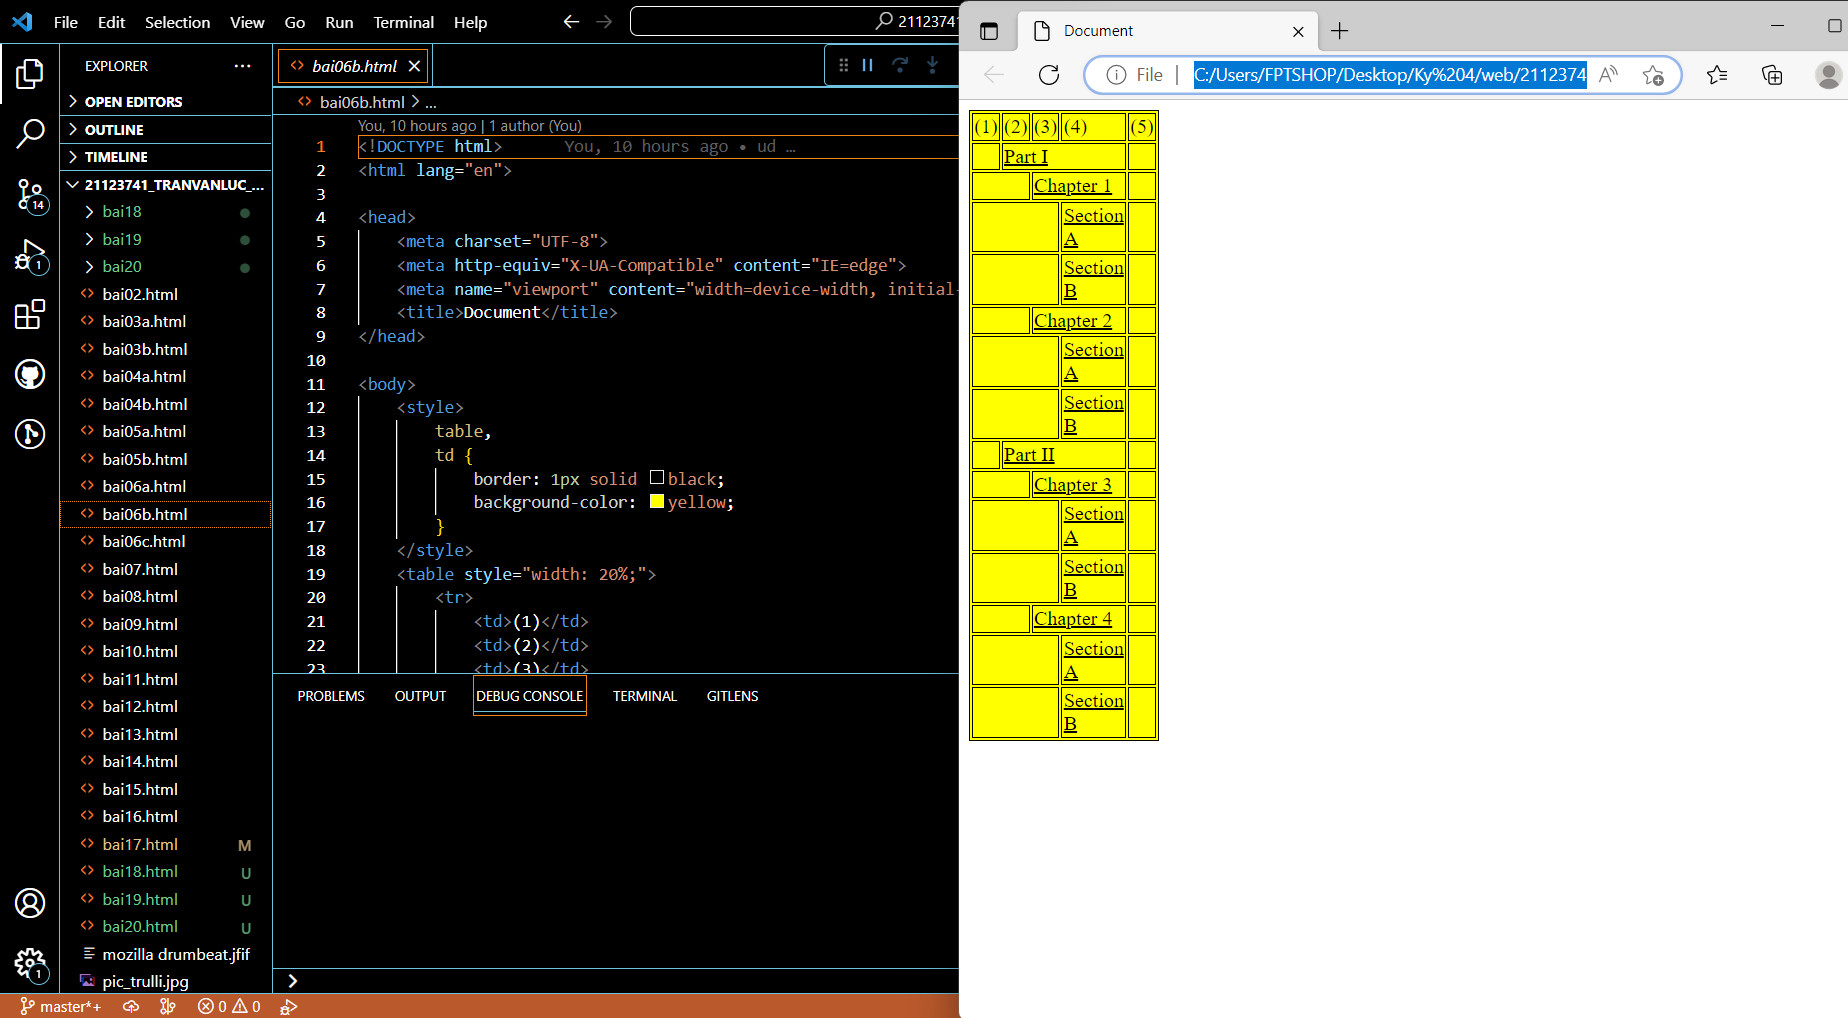 File Edit Selection View Go Run Terminal Help
21123741
EXPLORER
OPEN EDITORS
OUTLINE
TIMELINE
21123741_TRANVANLUC_...
bai18
bai19
bai20
bai02.html
bai03a.html
bai03b.html
bai04a.html
bai04b.html
bai05a.html
bai05b.html
bai06a.html
bai06b.html
bai06c.html
bai07.html
bai08.html
bai09.html
bai10.html
bai11.html
bai12.html
bai13.html
bai14.html
bai15.html
bai16.html
bai17.html M
bai18.html U
bai19.html U
bai20.html U
mozilla drumbeat.jfif
pic_trulli.jpg
14
1
1
bai06b.html
bai06b.html > ...
You, 10 hours ago | 1 author (You)
1 <!DOCTYPE html> You, 10 hours ago • ud ...
2 <html lang="en">
3
4 <head>
5 <meta charset="UTF-8">
6 <meta http-equiv="X-UA-Compatible" content="IE=edge">
7 <meta name="viewport" content="width=device-width, initial-
8 <title>Document</title>
9 </head>
10
11 <body>
12 <style>
13 table,
14 td {
15 border: 1px solid black;
16 background-color: yellow;
17 }
18 </style>
19 <table style="width: 20%;">
20 <tr>
21 <td>(1)</td>
22 <td>(2)</td>
23 <td>(3)</td>
PROBLEMS OUTPUT DEBUG CONSOLE TERMINAL GITLENS
master*+ 0 0
Document
File | C:/Users/FPTSHOP/Desktop/Ky%204/web/2112374
(1) (2) (3) (4) (5)
Part I
Chapter 1
Section
A
Section
B
Chapter 2
Section
A
Section
B
Part II
Chapter 3
Section
A
Section
B
Chapter 4
Section
A
Section
B